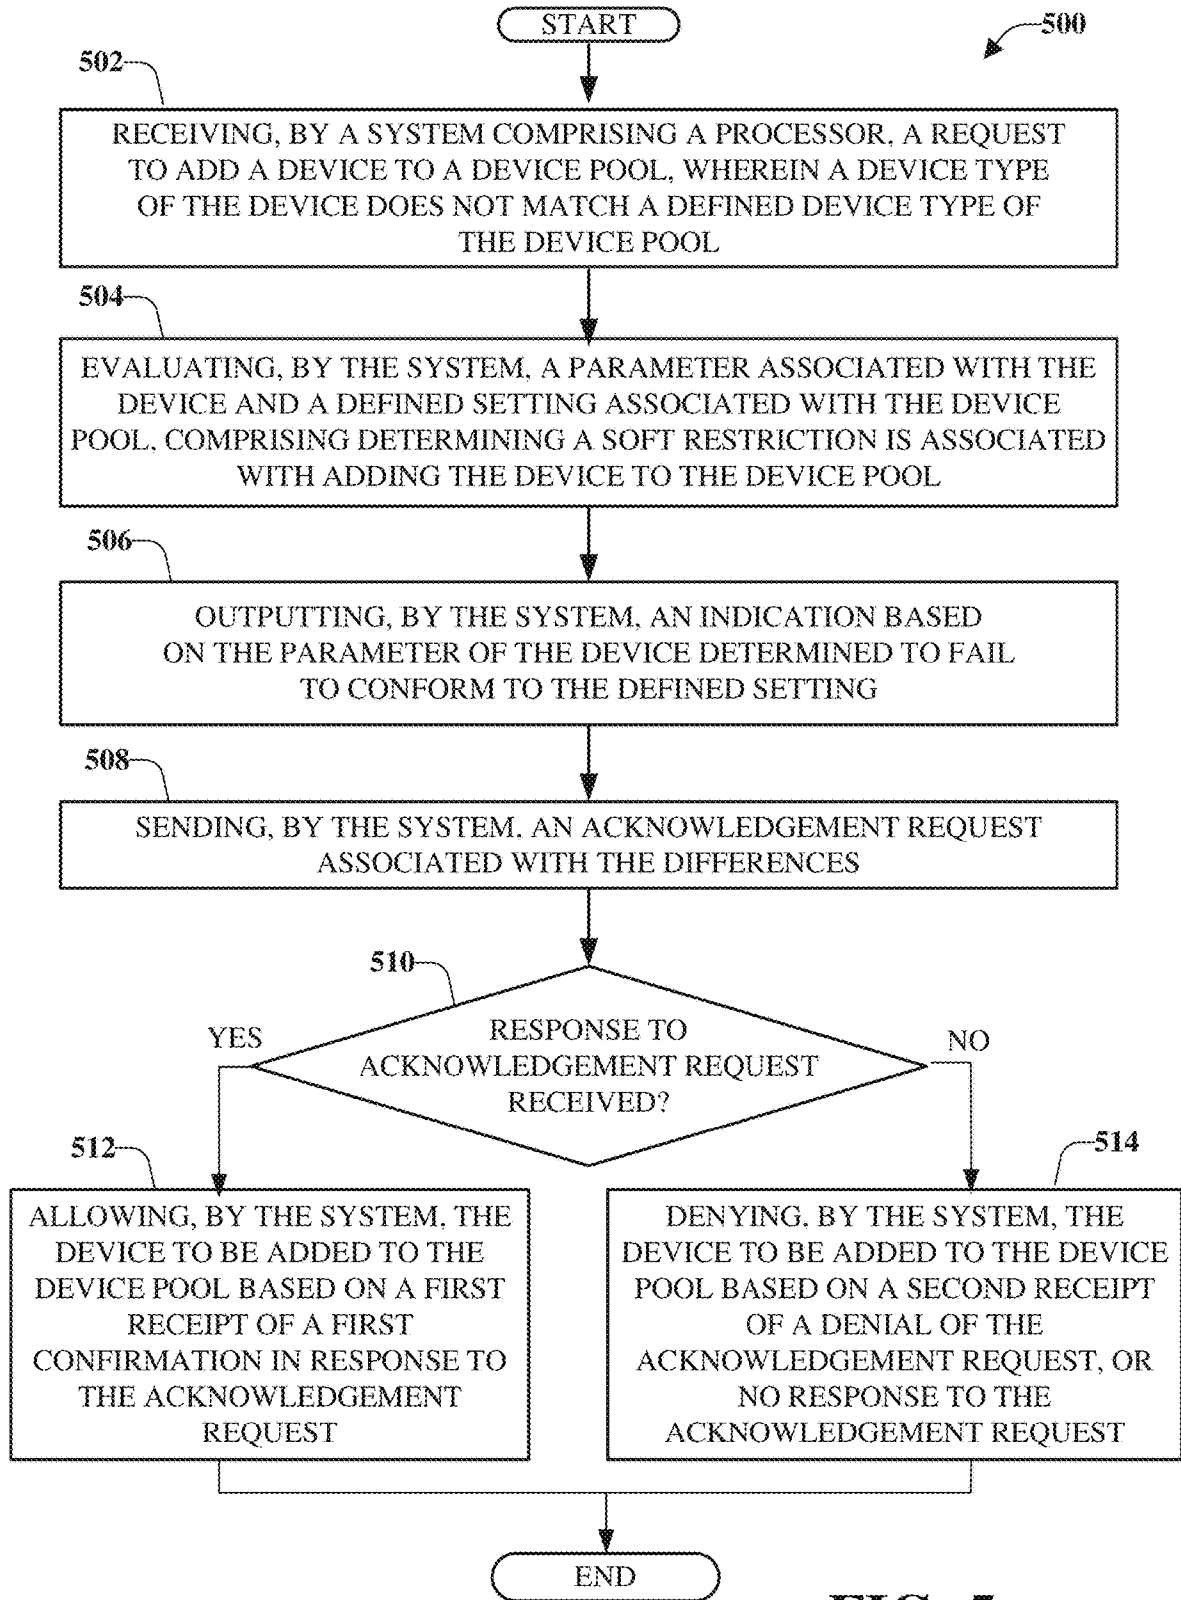 START
500
502
RECEIVING, BY A SYSTEM COMPRISING A PROCESSOR, A REQUEST
TO ADD A DEVICE TO A DEVICE POOL, WHEREIN A DEVICE TYPE
OF THE DEVICE DOES NOT MATCH A DEFINED DEVICE TYPE OF
THE DEVICE POOL
504
EVALUATING, BY THE SYSTEM, A PARAMETER ASSOCIATED WITH THE
DEVICE AND A DEFINED SETTING ASSOCIATED WITH THE DEVICE
POOL, COMPRISING DETERMINING A SOFT RESTRICTION IS ASSOCIATED
WITH ADDING THE DEVICE TO THE DEVICE POOL
506
OUTPUTTING, BY THE SYSTEM, AN INDICATION BASED
ON THE PARAMETER OF THE DEVICE DETERMINED TO FAIL
TO CONFORM TO THE DEFINED SETTING
508
SENDING, BY THE SYSTEM, AN ACKNOWLEDGEMENT REQUEST
ASSOCIATED WITH THE DIFFERENCES
510
YES
RESPONSE TO
ACKNOWLEDGEMENT REQUEST
RECEIVED?
NO
512
ALLOWING, BY THE SYSTEM, THE
DEVICE TO BE ADDED TO THE
DEVICE POOL BASED ON A FIRST
RECEIPT OF A FIRST
CONFIRMATION IN RESPONSE TO
THE ACKNOWLEDGEMENT
REQUEST
514
DENYING, BY THE SYSTEM, THE
DEVICE TO BE ADDED TO THE DEVICE
POOL BASED ON A SECOND RECEIPT
OF A DENIAL OF THE
ACKNOWLEDGEMENT REQUEST, OR
NO RESPONSE TO THE
ACKNOWLEDGEMENT REQUEST
END